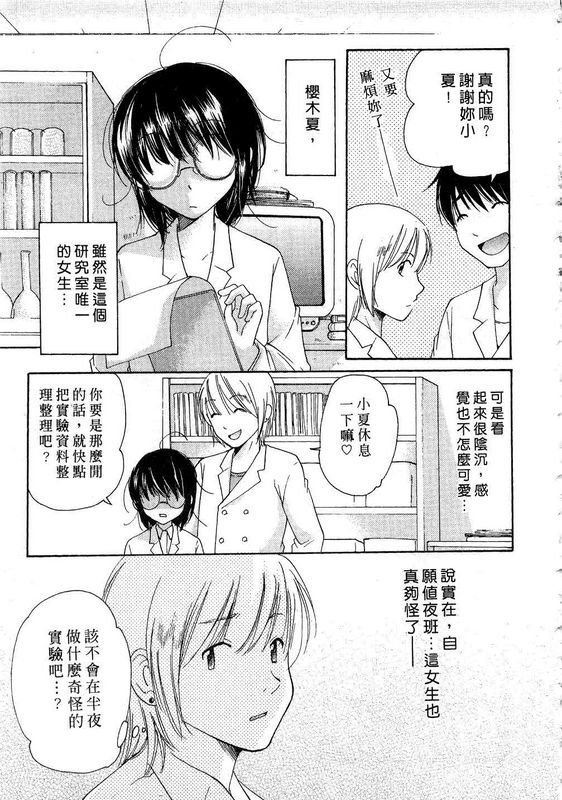 真的嗎？
謝謝妳小
夏！
又要
麻煩妳了——
櫻木夏，
雖然是這個
研究室唯一
的女生…
可是看
起來很陰沉，感
覺也不怎麼可愛…
小夏休息
一下嘛♡
你要是那麼閒
的話，就快點
把實驗資料整
理整理吧？
說實在，自
願值夜班…這女生也
真夠怪了——
該不會在半夜
做什麼奇怪的
實驗吧…？